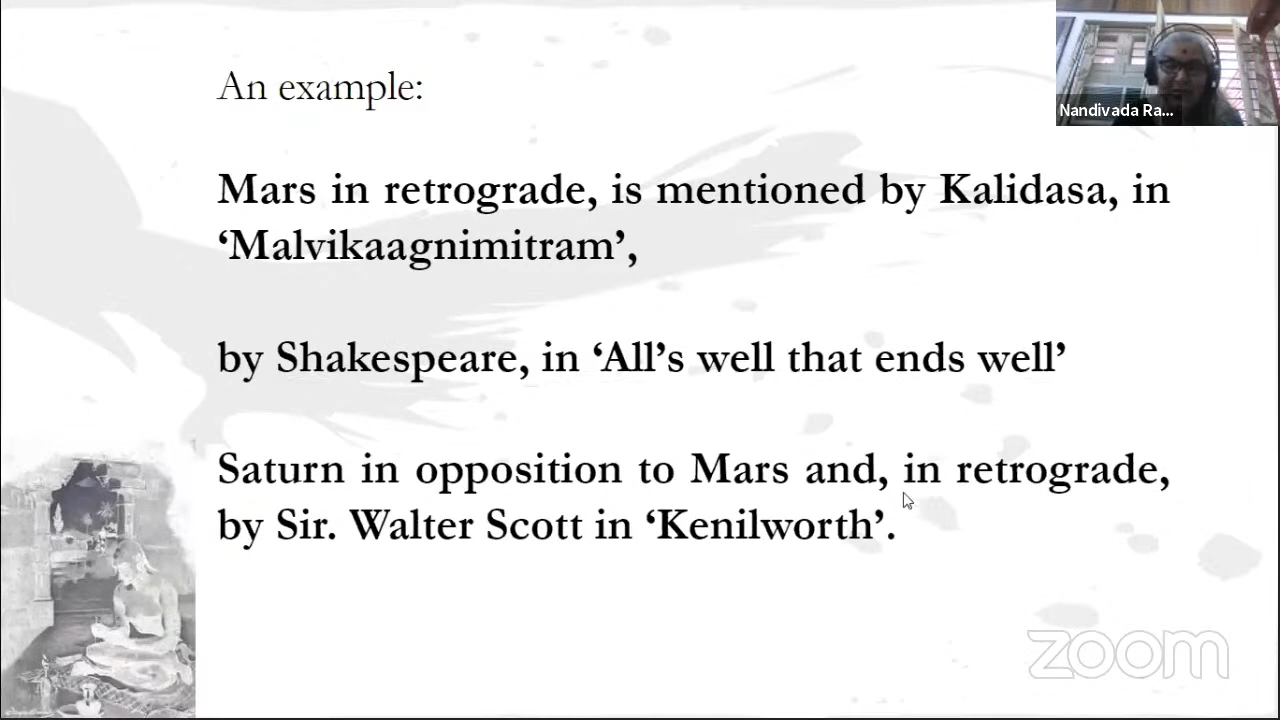 An example:
Nandivada Ra...
Mars in retrograde, is mentioned by Kalidasa, in
‘Malvikaagnimitram’,
by Shakespeare, in ‘All’s well that ends well’
Saturn in opposition to Mars and, in retrograde,
by Sir. Walter Scott in ‘Kenilworth’.
zoom